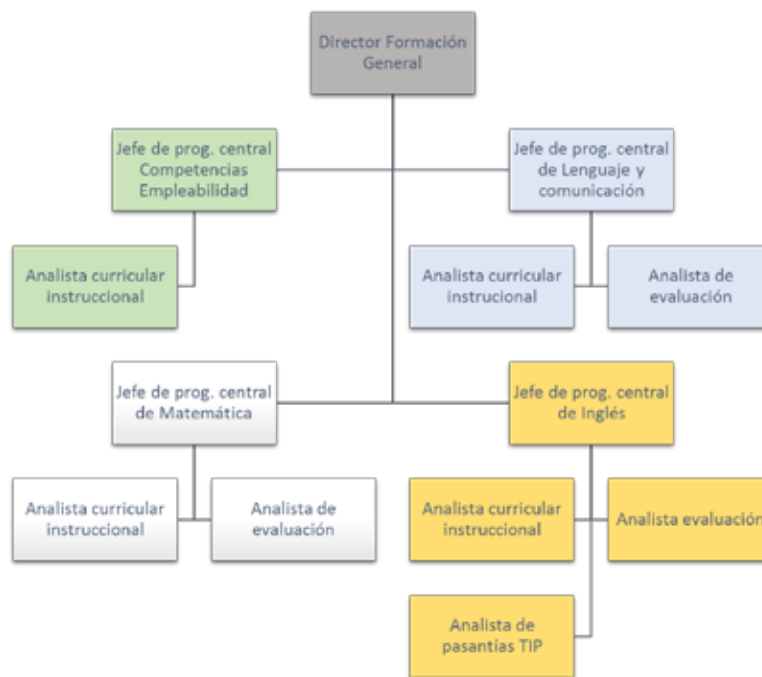 Director Formación
General
Jefe de prog. central
Competencias
Empleabilidad
Jefe de prog. central
de Lenguaje y
comunicación
Analista curricular
instruccional
Analista curricular
instrucional
Analista de
evaluación
Jefe de prog. central
de Matemática
Jefe de prog. central
de Inglés
Analista curricular
instruccional
Analista de
evaluación
Analista curricular
instruccional
Analista evaluación
Analista de
pasantías TIP